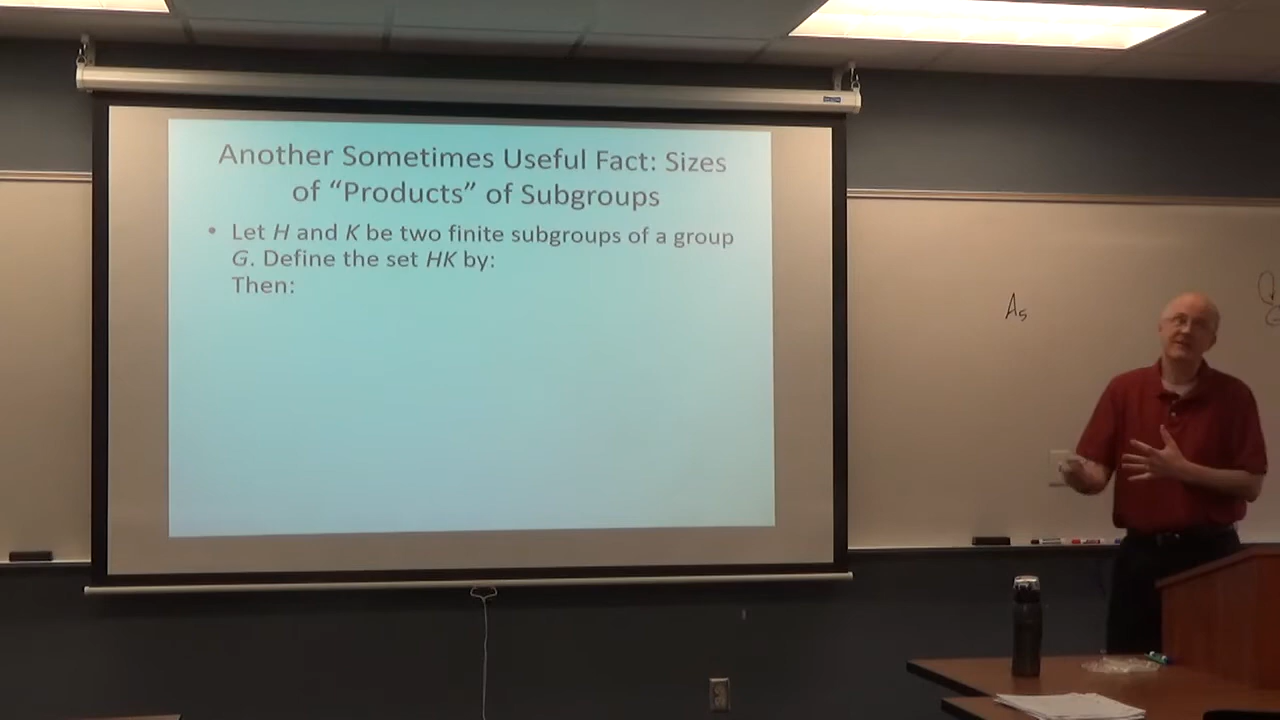 Another Sometimes Useful Fact: Sizes
of “Products” of Subgroups
• Let H and K be two finite subgroups of a group
G. Define the set HK by:
Then:
A₅